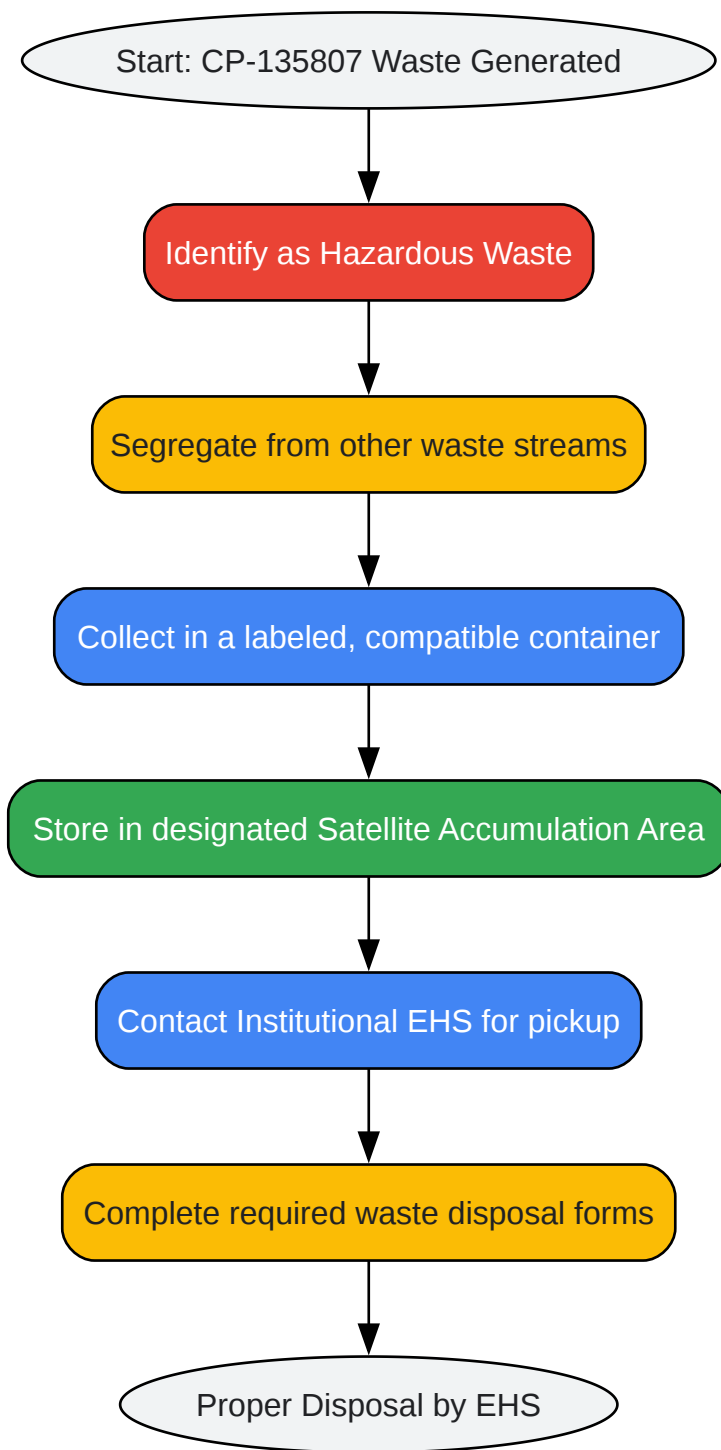 Start: CP-135807 Waste Generated
Identify as Hazardous Waste
Segregate from other waste streams
Collect in a labeled, compatible container
Store in designated Satellite Accumulation Area
Contact Institutional EHS for pickup
Complete required waste disposal forms
Proper Disposal by EHS